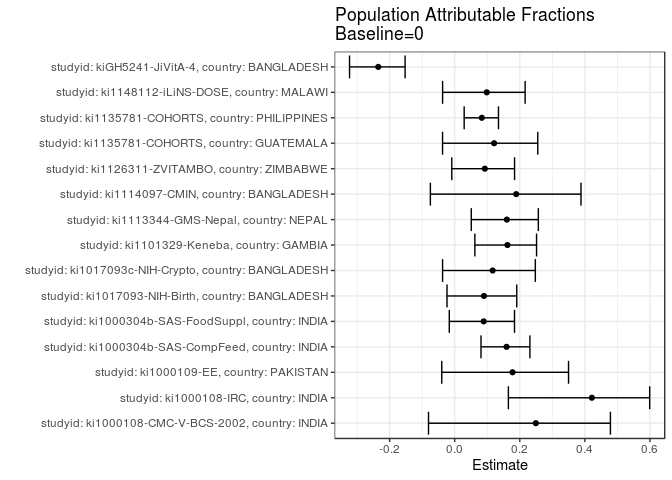 Population Attributable Fractions
Baseline=0
studyid: kiGH5241-JiVitA-4, country: BANGLADESH
studyid: ki1148112-iLiNS-DOSE, country: MALAWI
studyid: ki1135781-COHORTS, country: PHILIPPINES
studyid: ki1135781-COHORTS, country: GUATEMALA
studyid: ki1126311-ZVITAMBO, country: ZIMBABWE
studyid: ki1114097-CMIN, country: BANGLADESH
studyid: ki1113344-GMS-Nepal, country: NEPAL
studyid: ki1101329-Keneba, country: GAMBIA
studyid: ki1017093c-NIH-Crypto, country: BANGLADESH
studyid: ki1017093-NIH-Birth, country: BANGLADESH
studyid: ki1000304b-SAS-FoodSuppl, country: INDIA
studyid: ki1000304b-SAS-CompFeed, country: INDIA
studyid: ki1000109-EE, country: PAKISTAN
studyid: ki1000108-IRC, country: INDIA
studyid: ki1000108-CMC-V-BCS-2002, country: INDIA
-0.2 0.0 0.2 0.4 0.6
Estimate